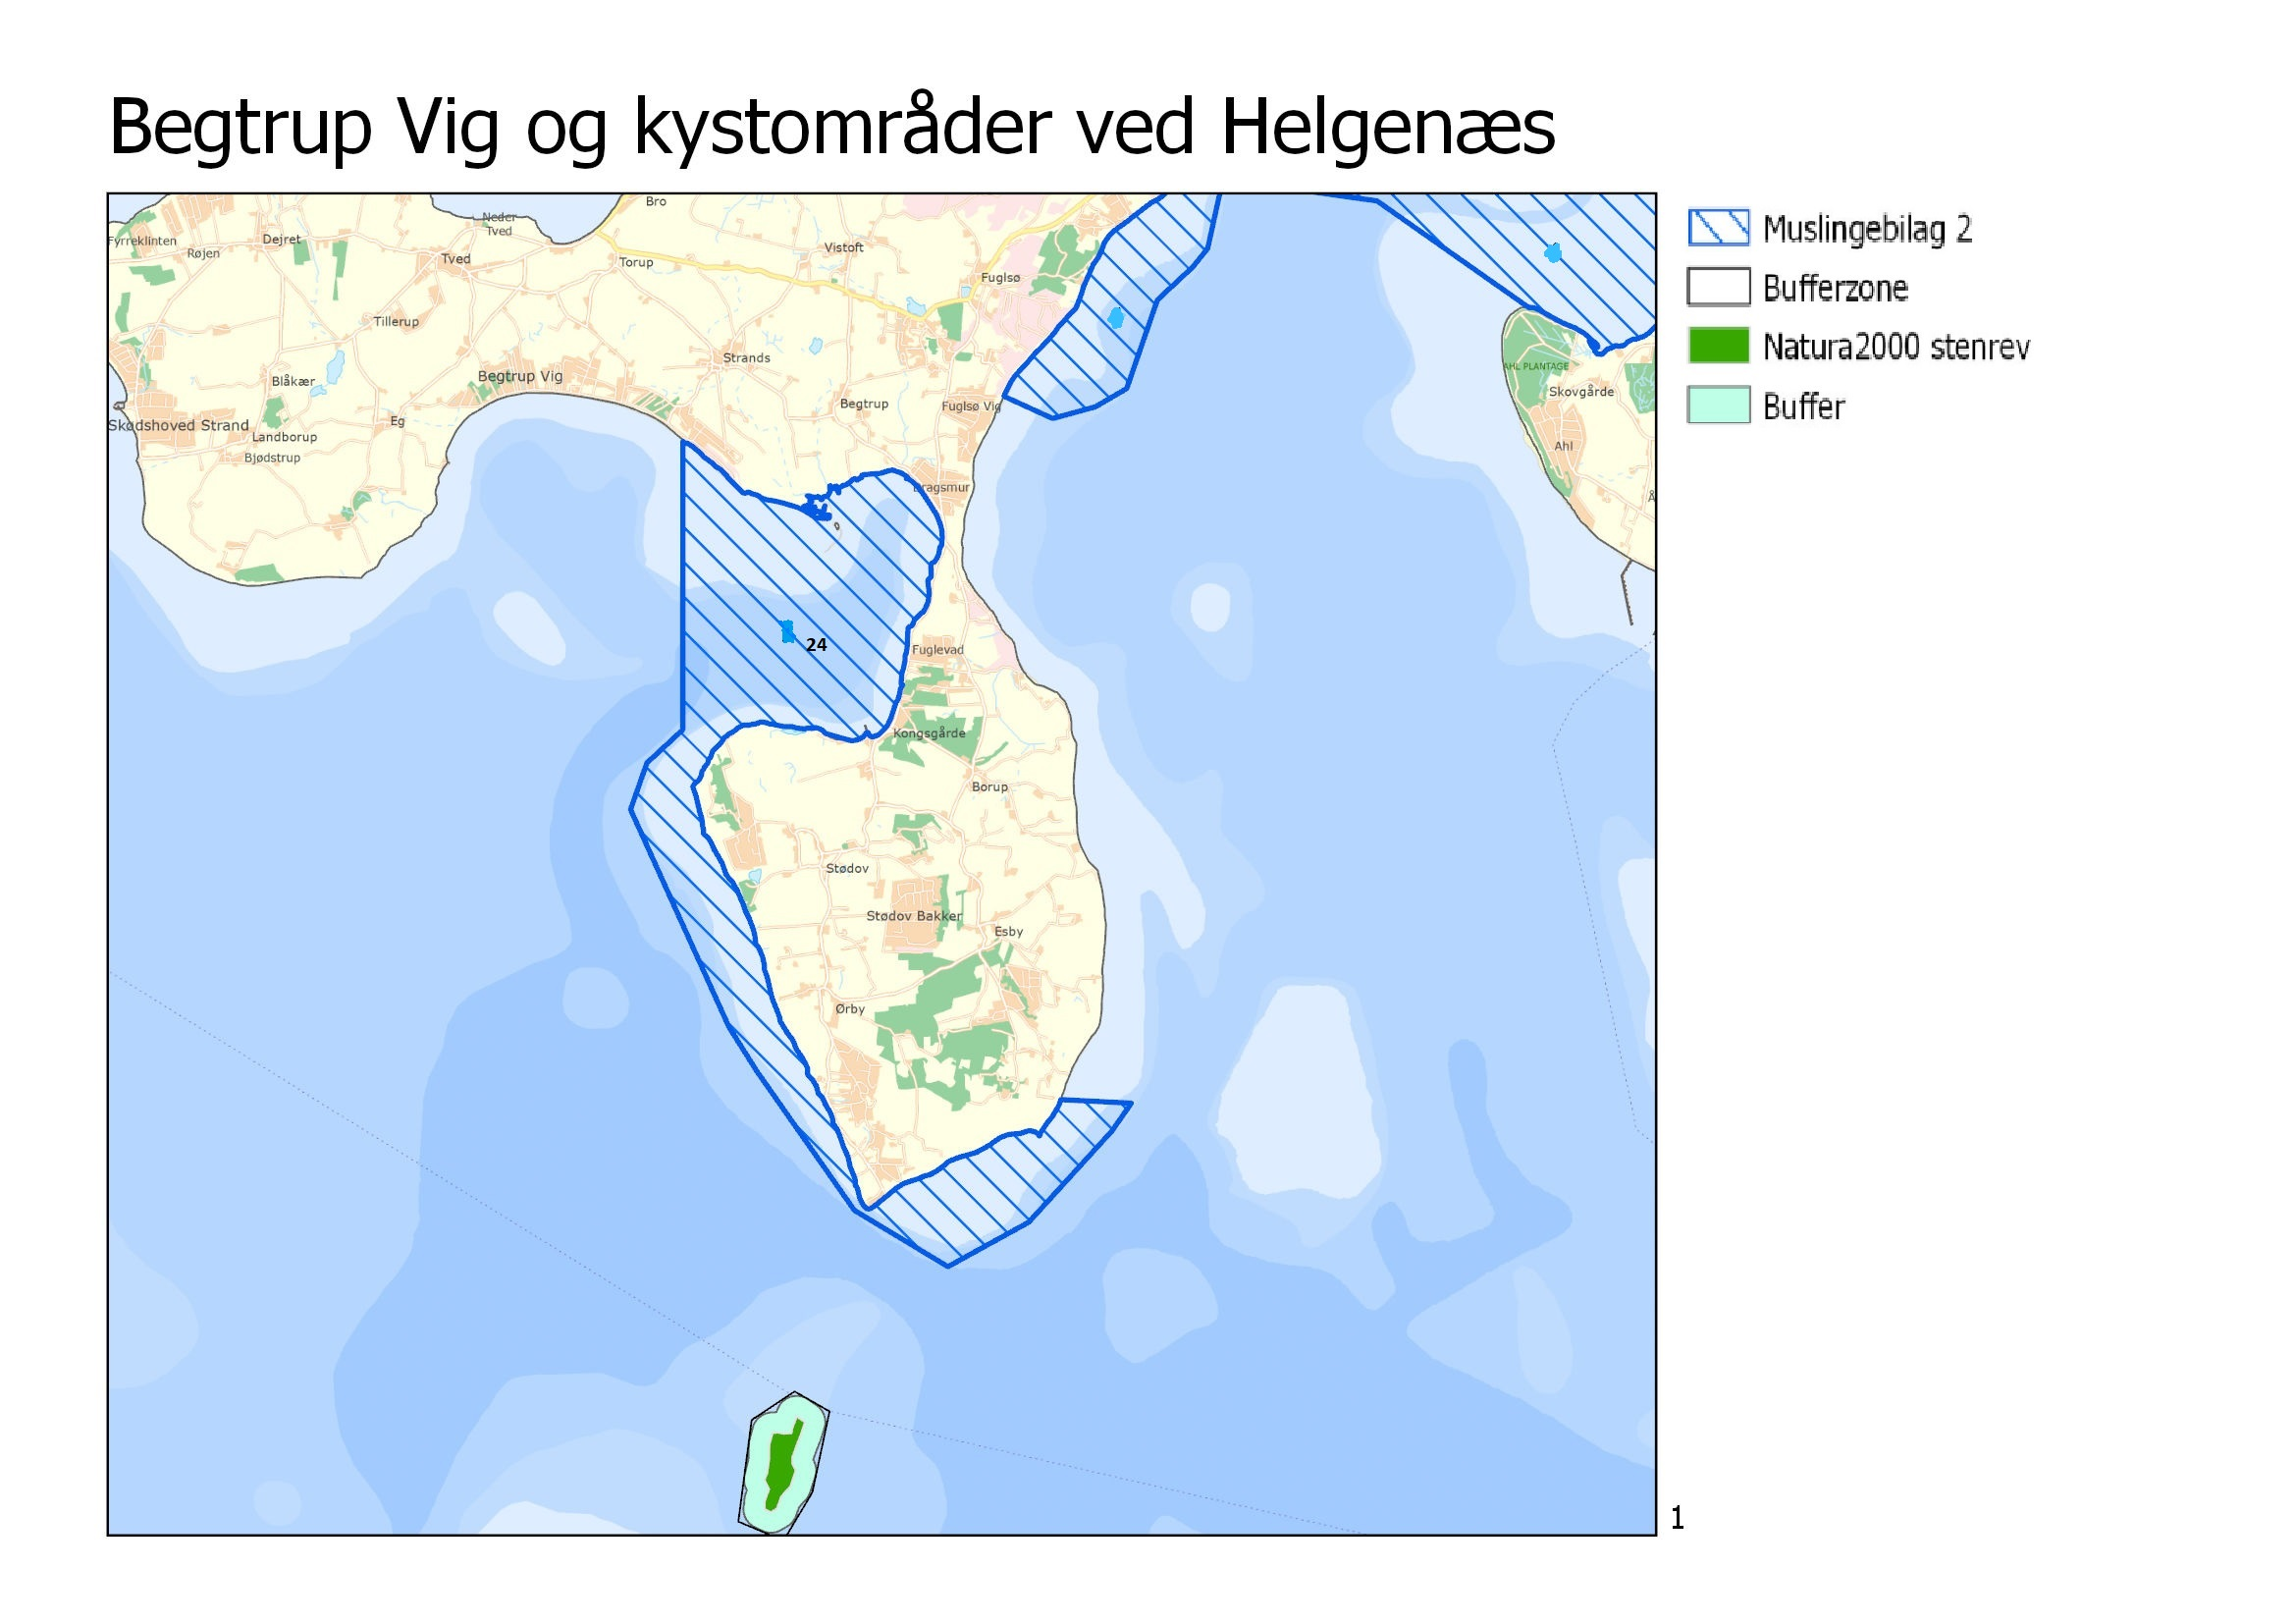 Begtrup Vig og kystområder ved Helgenæs
Muslingebilag 2
Bufferzone
Natura2000 stenrev
Buffer
Bro
Neder
Tved
Fyrreklinten
Dejret
Røjen
Tved
Torup
Vistoft
Fuglsø
Tillerup
Strands
Begtrup Vig
Blåkær
AHL PLANTAGE
Skovgårde
Begtrup
Fuglsø Vig
Eg
Skødshoved Strand
Landborup
Bjødstrup
Ahl
Dragsmur
Å
24
Fuglevad
Kongsgårde
Borup
Stødov
Stødov Bakker
Esby
Ørby
1